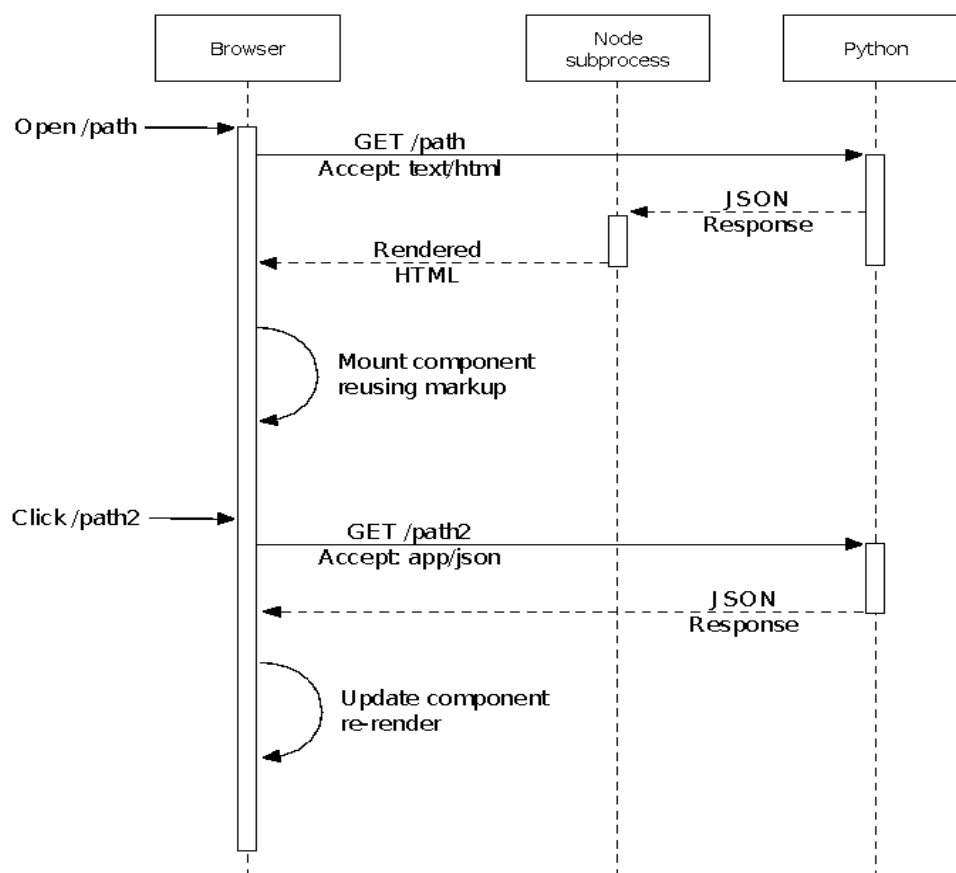 Browser
Node
subprocess
Python
Open /path
GET /path
Accept: text/html
JSON
Response
Rendered
HTML
Mount component
reusing markup
Click /path2
GET /path2
Accept: app/json
JSON
Response
Update component
re-render